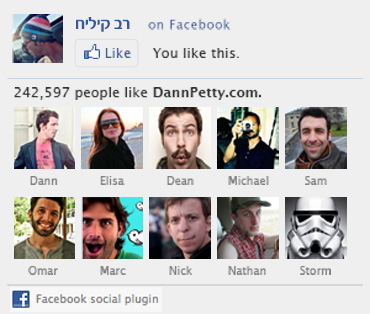 רב קיליח on Facebook
Like You like this.
242,597 people like DannPetty.com.
Dann Elisa Dean Michael Sam
Omar Marc Nick Nathan Storm
f Facebook social plugin